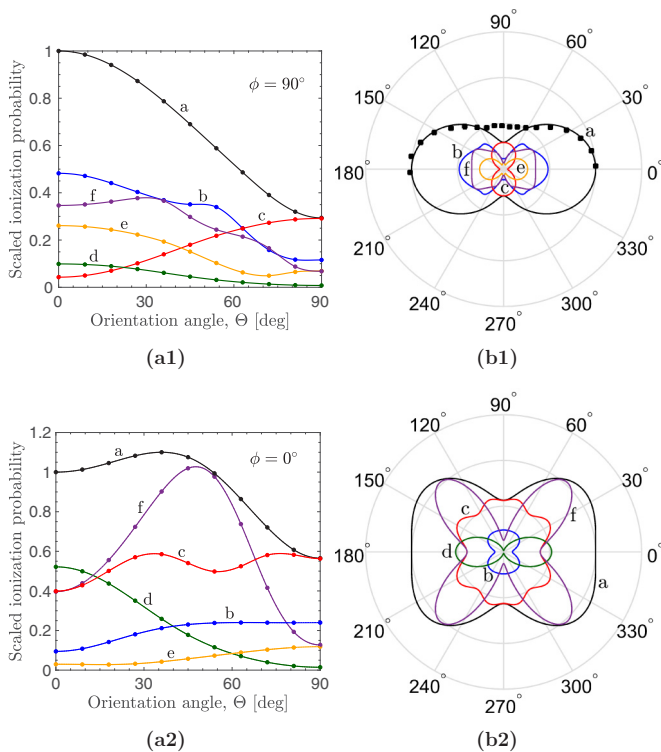 Scaled ionization probability
1
0.8
0.6
0.4
0.2
0
0
30
60
90
Orientation angle, Θ [deg]
ϕ = 90°
a
b
c
d
e
f
(a1)
90°
60°
30°
0°
330°
300°
270°
240°
210°
180°
150°
120°
a
b
f
e
c
(b1)
Scaled ionization probability
1.2
1
0.8
0.6
0.4
0.2
0
0
30
60
90
Orientation angle, Θ [deg]
ϕ = 0°
a
f
c
d
b
e
(a2)
90°
60°
30°
0°
330°
300°
270°
240°
210°
180°
150°
120°
c
f
d
b
a
(b2)